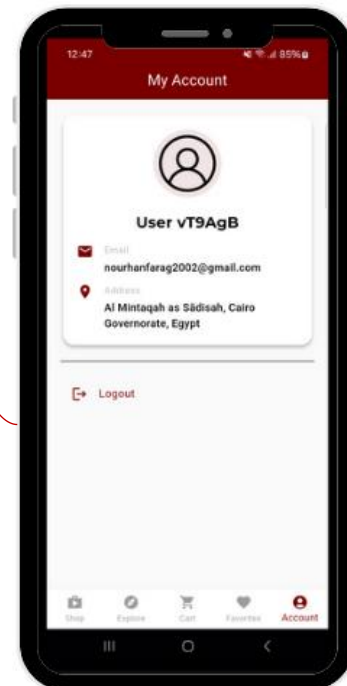 12:47 85%
My Account
User vT9AgB
Email
nourhanfarag2002@gmail.com
Address
Al Mintaqah as Sādisah, Cairo
Governorate, Egypt
Logout
Shop Explore Cart Favorites Account